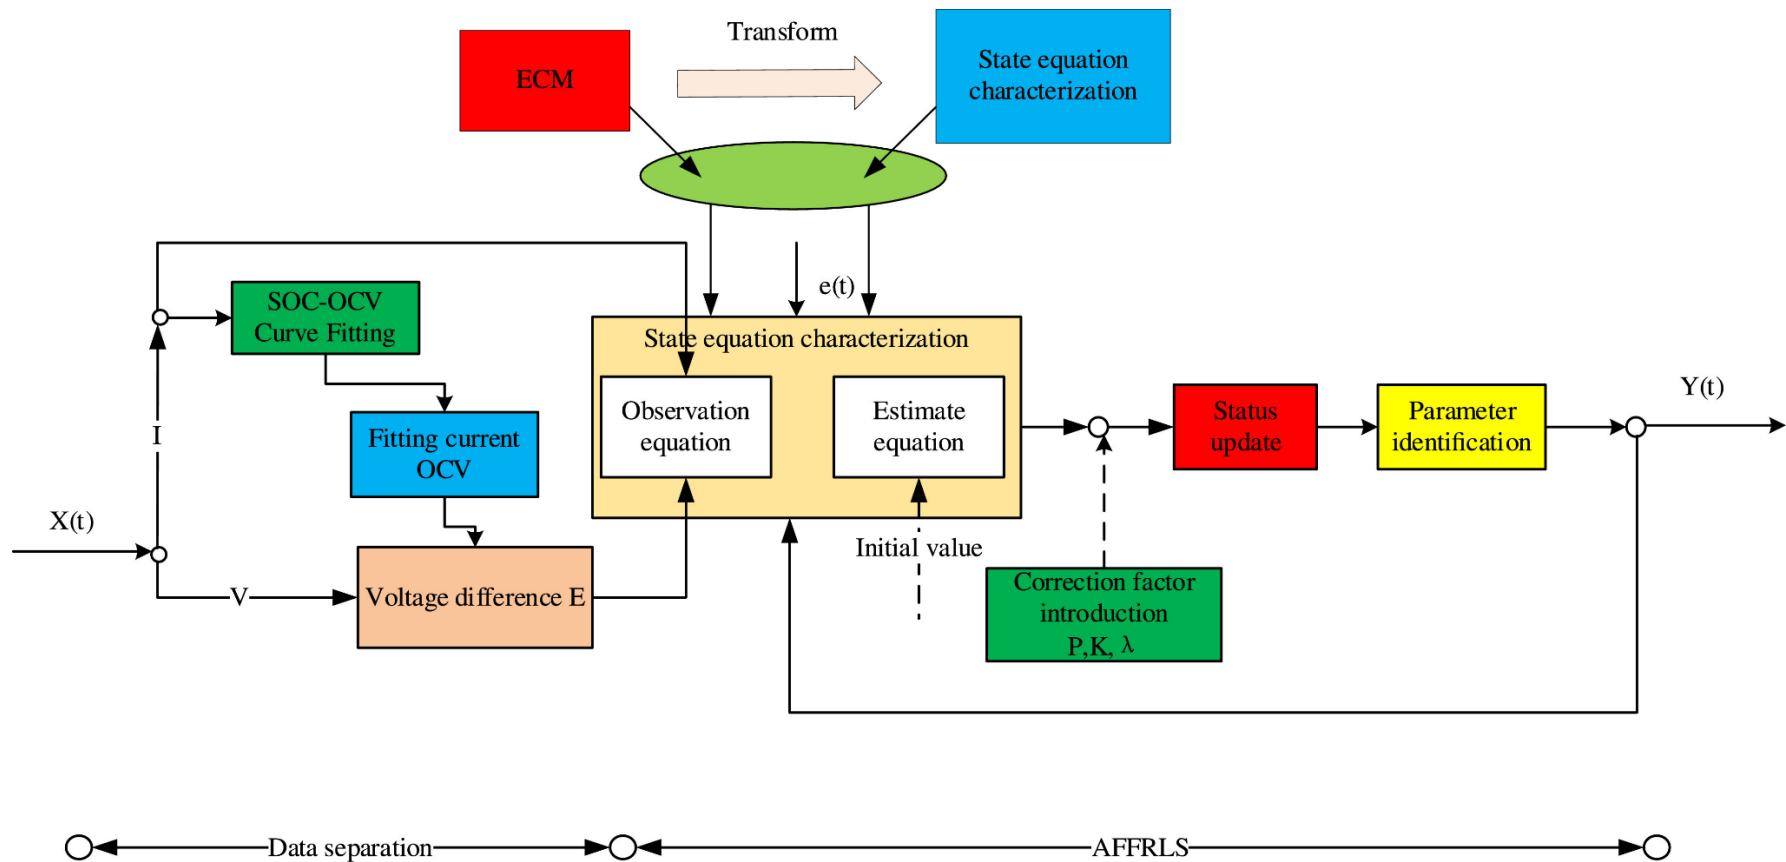 Transform
ECM
State equation
characterization
e(t)
SOC-OCV
Curve Fitting
State equation characterization
I
Fitting current
OCV
Observation
equation
Estimate
equation
Status
update
Parameter
identification
Y(t)
X(t)
V
Voltage difference E
Initial value
Correction factor
introduction
P,K, λ
Data separation
AFFRLS